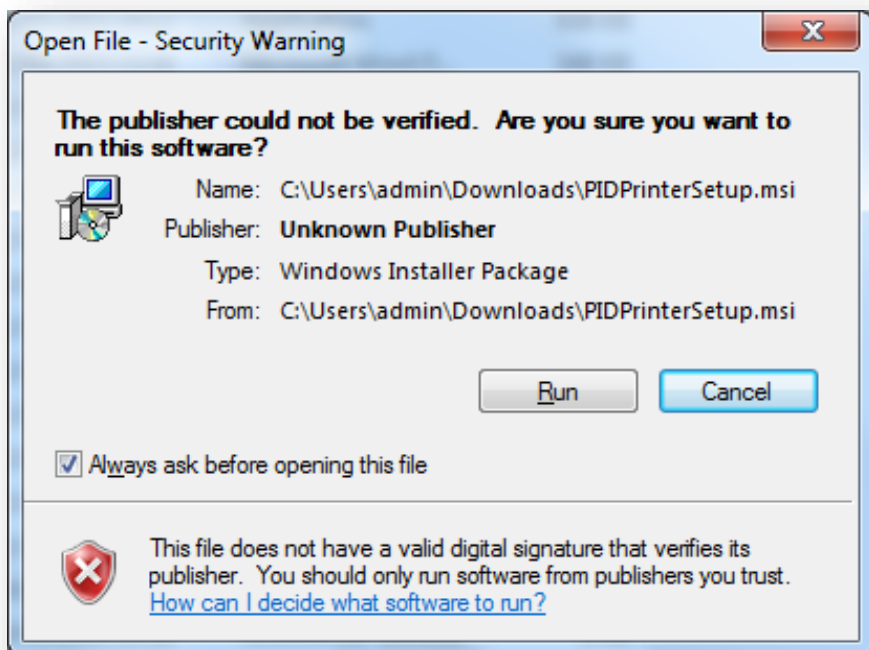 Open File - Security Warning
The publisher could not be verified. Are you sure you want to
run this software?
Name: C:\Users\admin\Downloads\PIDPrinterSetup.msi
Publisher: Unknown Publisher
Type: Windows Installer Package
From: C:\Users\admin\Downloads\PIDPrinterSetup.msi
Run Cancel
Always ask before opening this file
This file does not have a valid digital signature that verifies its
publisher. You should only run software from publishers you trust.
How can I decide what software to run?